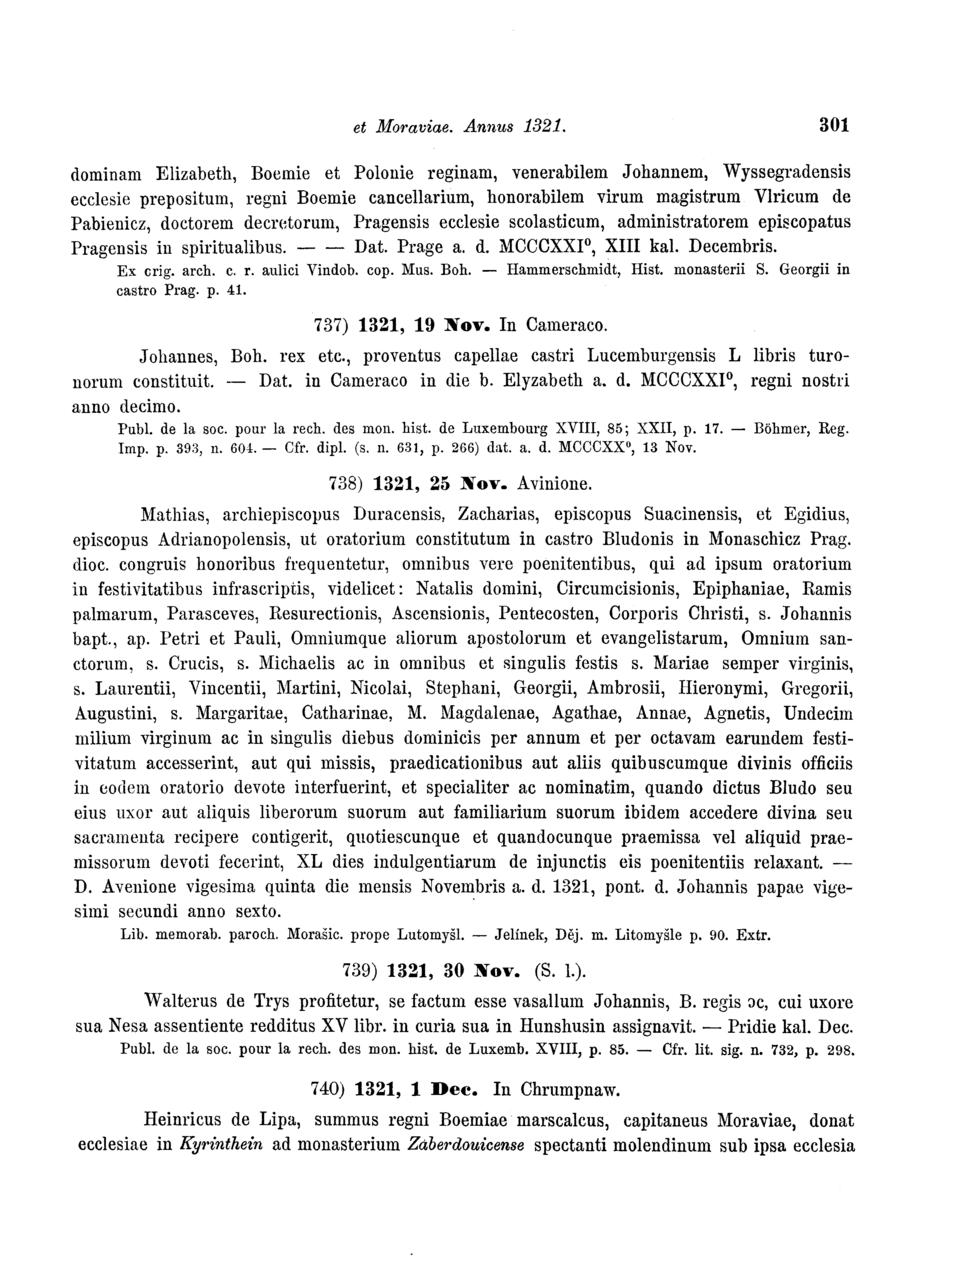 et Moraviae. Annus 1321. 301
dominam Elizabeth, Boemie et Polonie reginam, venerabilem Johannem, Wyssegradensis
ecclesie prepositum, regni Boemie cancellarium, honorabilem virum magistrum Vlricum de
Pabienicz, doctorem decretorum, Pragensis ecclesie scolasticum, administratorem episcopatus
Pragensis in spiritualibus. — — Dat. Prage a. d. MCCCXXI⁰, XIII kal. Decembris.
Ex orig. arch. c. r. aulici Vindob. cop. Mus. Boh. — Hammerschmidt, Hist. monasterii S. Georgii in
castro Prag. p. 41.
737) 1321, 19 Nov. In Cameraco.
Johannes, Boh. rex etc., proventus capellae castri Lucemburgensis L libris turo-
norum constituit. — Dat. in Cameraco in die b. Elyzabeth a. d. MCCCXXI⁰, regni nostri
anno decimo.
Publ. de la soc. pour la rech. des mon. hist. de Luxembourg XVIII, 85; XXII, p. 17. — Böhmer, Reg.
Imp. p. 393, n. 604. — Cfr. dipl. (s. n. 631, p. 266) dat. a. d. MCCCXX⁰, 13 Nov.
738) 1321, 25 Nov. Avinione.
Mathias, archiepiscopus Duracensis, Zacharias, episcopus Suacinensis, et Egidius,
episcopus Adrianopolensis, ut oratorium constitutum in castro Bludonis in Monaschicz Prag.
dioc. congruis honoribus frequentetur, omnibus vere poenitentibus, qui ad ipsum oratorium
in festivitatibus infrascriptis, videlicet: Natalis domini, Circumcisionis, Epiphaniae, Ramis
palmarum, Parasceves, Resurectionis, Ascensionis, Pentecosten, Corporis Christi, s. Johannis
bapt., ap. Petri et Pauli, Omniumque aliorum apostolorum et evangelistarum, Omnium san-
ctorum, s. Crucis, s. Michaelis ac in omnibus et singulis festis s. Mariae semper virginis,
s. Laurentii, Vincentii, Martini, Nicolai, Stephani, Georgii, Ambrosii, Hieronymi, Gregorii,
Augustini, s. Margaritae, Catharinae, M. Magdalenae, Agathae, Annae, Agnetis, Undecim
milium virginum ac in singulis diebus dominicis per annum et per octavam earundem festi-
vitatum accesserint, aut qui missis, praedicationibus aut aliis quibuscumque divinis officiis
in eodem oratorio devote interfuerint, et specialiter ac nominatim, quando dictus Bludo seu
eius uxor aut aliquis liberorum suorum aut familiarium suorum ibidem accedere divina seu
sacramenta recipere contigerit, quotiescunque et quandocunque praemissa vel aliquid prae-
missorum devoti fecerint, XL dies indulgentiarum de injunctis eis poenitentiis relaxant. —
D. Avenione vigesima quinta die mensis Novembris a. d. 1321, pont. d. Johannis papae vige-
simi secundi anno sexto.
Lib. memorab. paroch. Morašic. prope Lutomyšl. — Jelínek, Děj. m. Litomyšle p. 90. Extr.
739) 1321, 30 Nov. (S. l.).
Walterus de Trys profitetur, se factum esse vasallum Johannis, B. regis ɔc, cui uxore
sua Nesa assentiente redditus XV libr. in curia sua in Hunshusin assignavit. — Pridie kal. Dec.
Publ. de la soc. pour la rech. des mon. hist. de Luxemb. XVIII, p. 85. — Cfr. lit. sig. n. 732, p. 298.
740) 1321, 1 Dec. In Chrumpnaw.
Heinricus de Lipa, summus regni Boemiae marscalcus, capitaneus Moraviae, donat
ecclesiae in Kyrinthein ad monasterium Zaberdouicense spectanti molendinum sub ipsa ecclesia